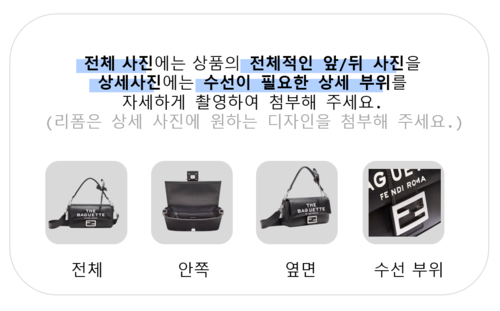 전체 사진에는 상품의 전체적인 앞/뒤 사진을
상세사진에는 수선이 필요한 상세 부위를
자세하게 촬영하여 첨부해 주세요.
(리폼은 상세 사진에 원하는 디자인을 첨부해 주세요.)
THE
BAGUETTE
THE
BAGUETTE
BAGUETTE
FENDI ROMA
전체
안쪽
옆면
수선 부위